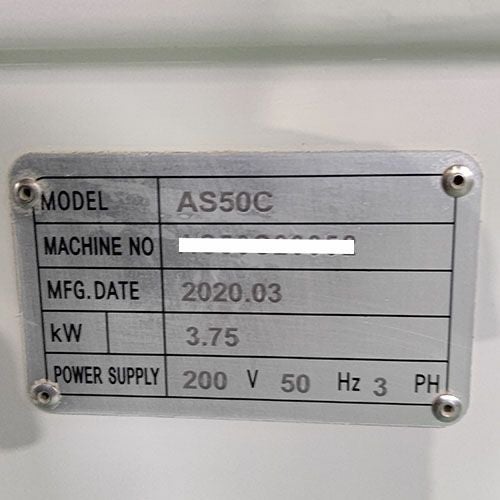 MODEL AS50C
MACHINE NO
MFG.DATE 2020.03
kW 3.75
POWER SUPPLY 200 V 50 Hz 3 PH